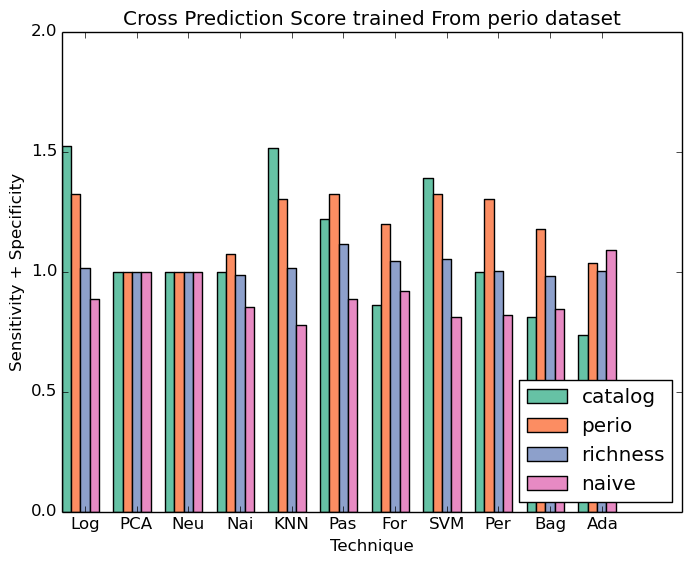 Cross Prediction Score trained From perio dataset
2.0
1.5
1.0
0.5
0.0
Sensitivity + Specificity
catalog
perio
richness
naive
Log PCA Neu Nai KNN Pas For SVM Per Bag Ada
Technique